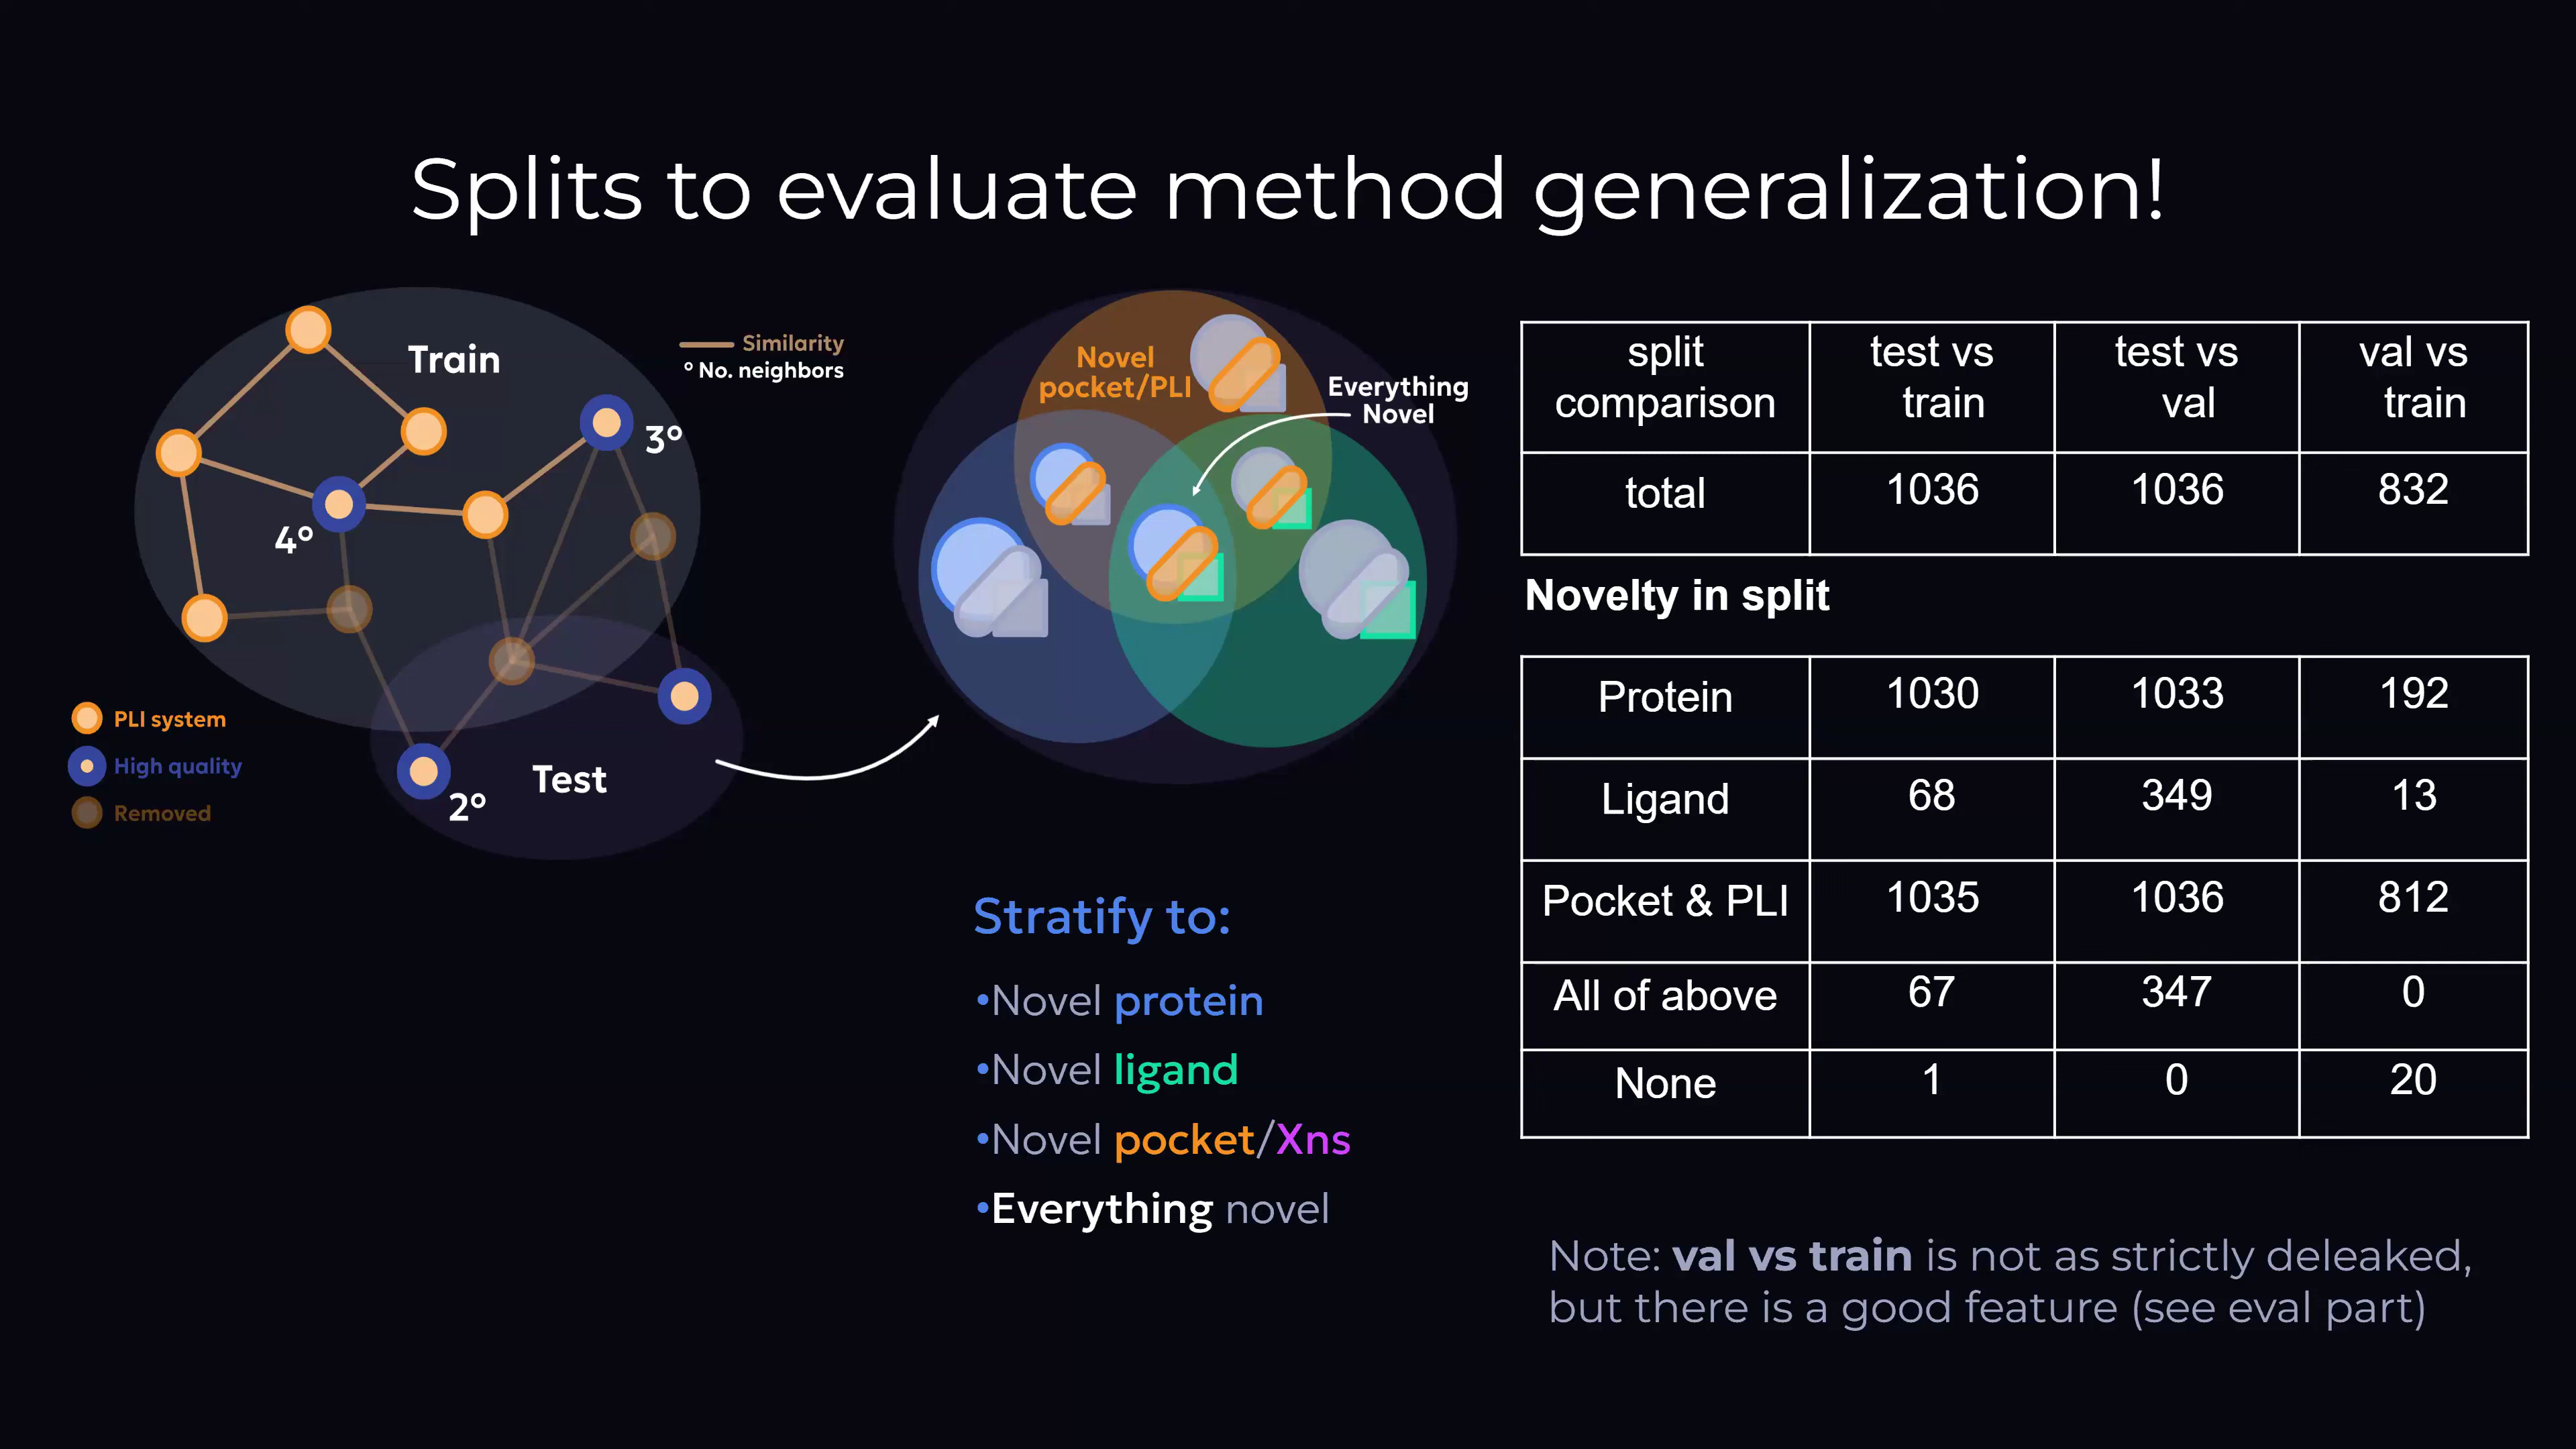 Splits to evaluate method generalization!
Train
Similarity
° No. neighbors
3°
4°
2°
Test
PLI system
High quality
Removed
Novel
pocket/PLI
Everything
Novel
Stratify to:
•Novel protein
•Novel ligand
•Novel pocket/Xns
•Everything novel
split comparison | test vs train | test vs val | val vs train
total | 1036 | 1036 | 832
Novelty in split
Protein | 1030 | 1033 | 192
Ligand | 68 | 349 | 13
Pocket & PLI | 1035 | 1036 | 812
All of above | 67 | 347 | 0
None | 1 | 0 | 20
Note: val vs train is not as strictly deleaked,
but there is a good feature (see eval part)